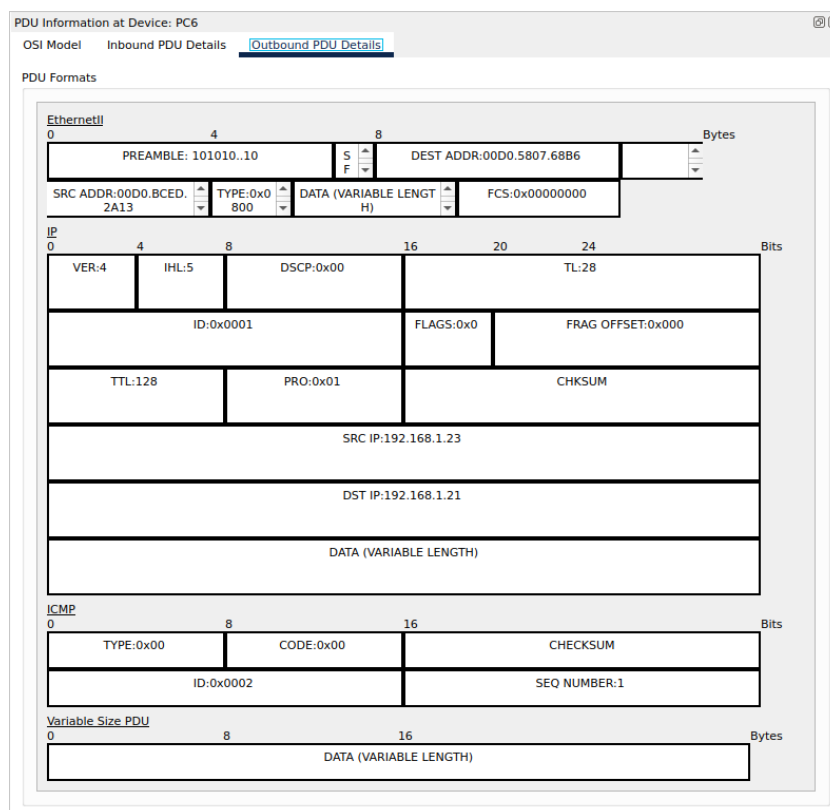 PDU Information at Device: PC6
OSI Model Inbound PDU Details Outbound PDU Details
PDU Formats
EthernetII
0 4 8 Bytes
PREAMBLE: 101010..10 S F DEST ADDR:00D0.5807.68B6
SRC ADDR:00D0.BCED. TYPE:0x0 DATA (VARIABLE LENGT FCS:0x00000000
2A13 800 H)
IP
0 4 8 16 20 24 Bits
VER:4 IHL:5 DSCP:0x00 TL:28
ID:0x0001 FLAGS:0x0 FRAG OFFSET:0x000
TTL:128 PRO:0x01 CHKSUM
SRC IP:192.168.1.23
DST IP:192.168.1.21
DATA (VARIABLE LENGTH)
ICMP
0 8 16 Bits
TYPE:0x00 CODE:0x00 CHECKSUM
ID:0x0002 SEQ NUMBER:1
Variable Size PDU
0 8 16 Bytes
DATA (VARIABLE LENGTH)